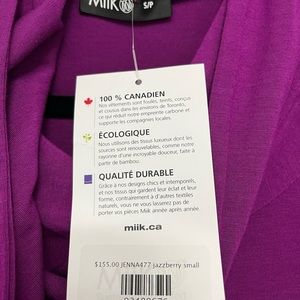 Miik
S/P
100 % CANADIEN
Nos vêtements sont foulés, teints, conçus
et cousus dans les environs de Toronto,
ce qui réduit notre empreinte carbone et
supporte les compagnies locales.
ÉCOLOGIQUE
Nous utilisons des tissus luxueux dont les
sources sont renouvelables, comme notre
rayonne d'une incroyable douceur, faite à
partir de bambou.
QUALITÉ DURABLE
Grâce à nos designs chics et intemporels,
et nos tissus qui gardent leur éclat et leur
forme, contrairement à d'autres textiles
naturels, vous ne vous lasserez pas de
porter vos pièces Miik année après année.
miik.ca
$155.00 JENNA477 jazzberry small